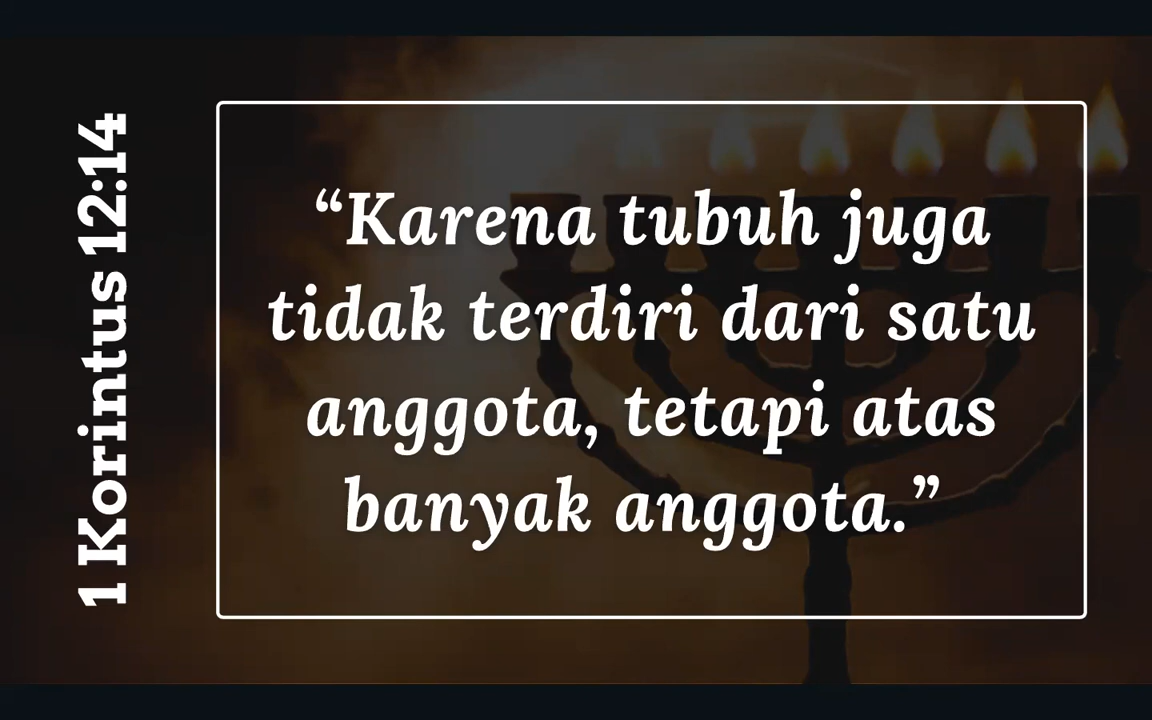 1 Korintus 12:14
“Karena tubuh juga
tidak terdiri dari satu
anggota, tetapi atas
banyak anggota.”